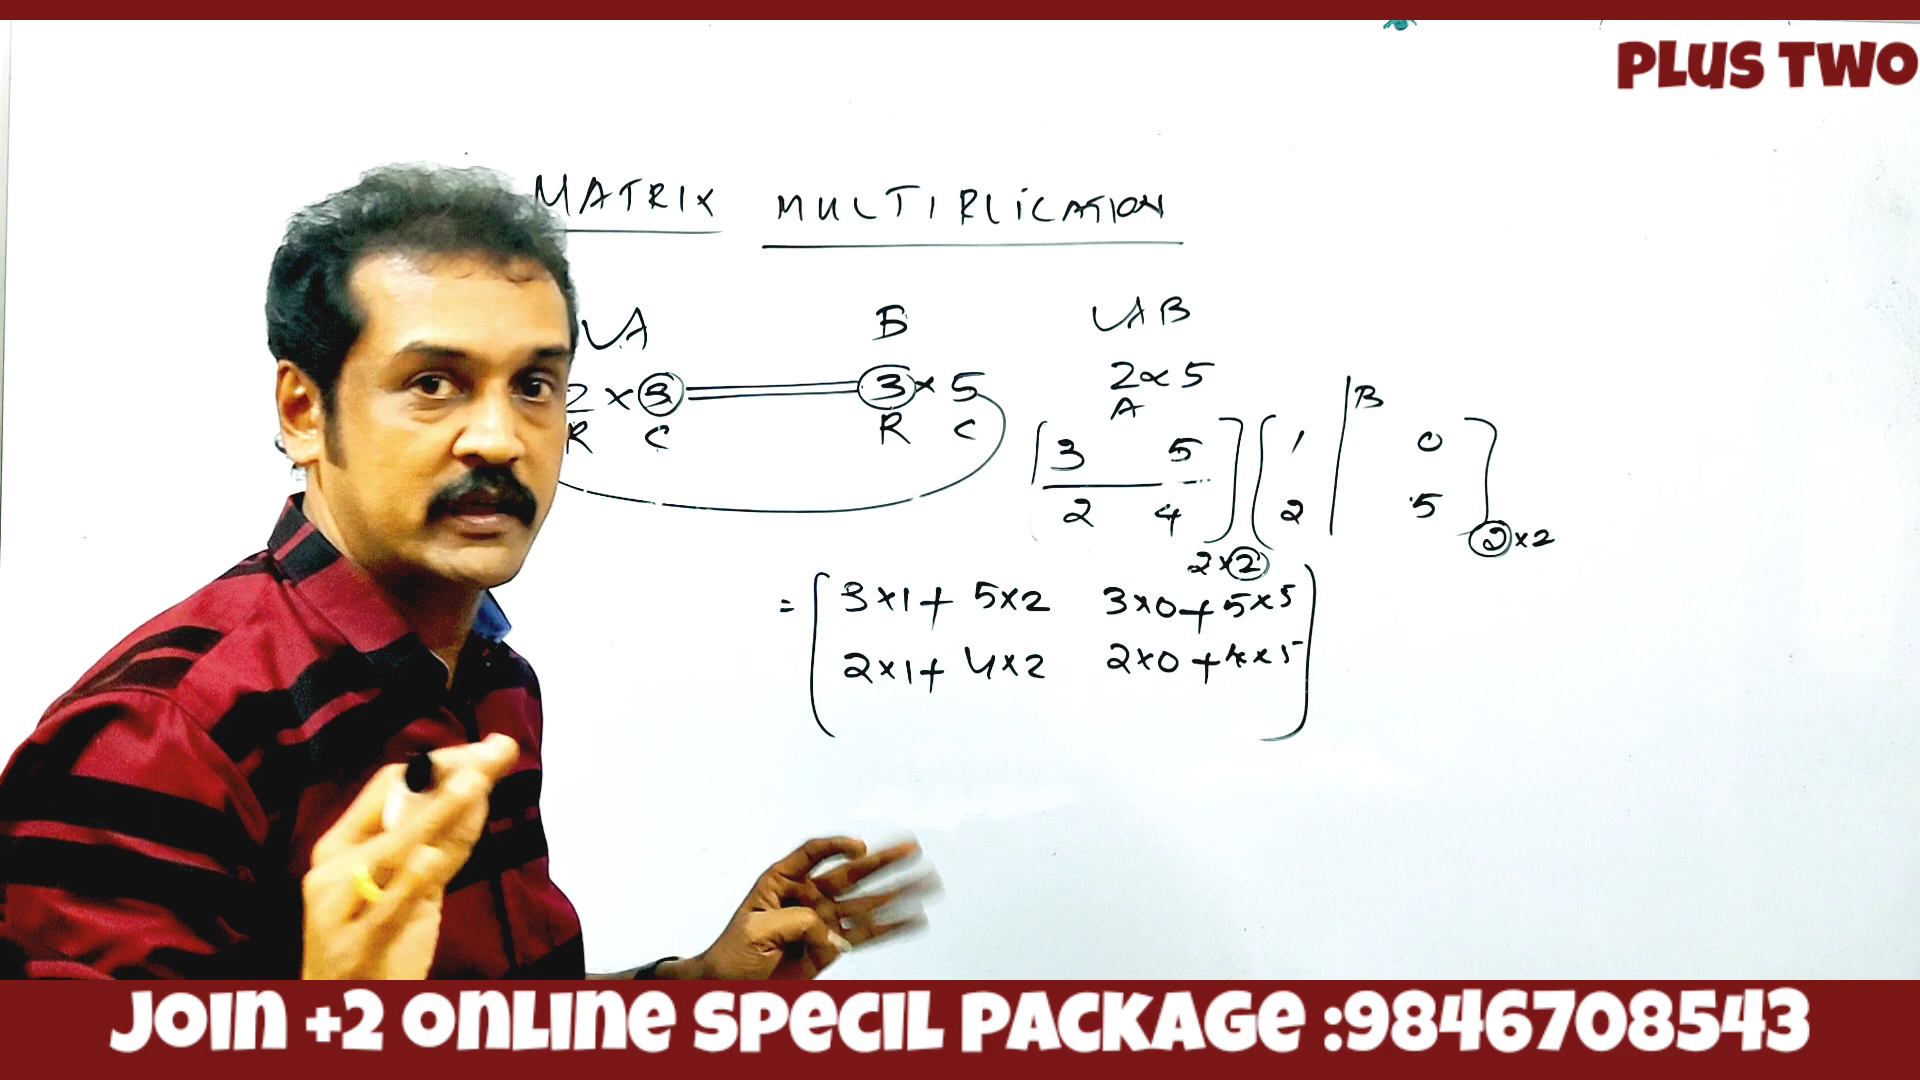 PLUS TWO
MATRIX MULTIPLICATION
A B AB
2 × 3 3 × 5 2 × 5
R C R C
A B
3 5 1 0
2 4 2 5
2×2 2×2
= 3×1+ 5×2 3×0+5×5
2×1+ 4×2 2×0+4×5
JOIN +2 ONLINE SPECIL PACKAGE :9846708543